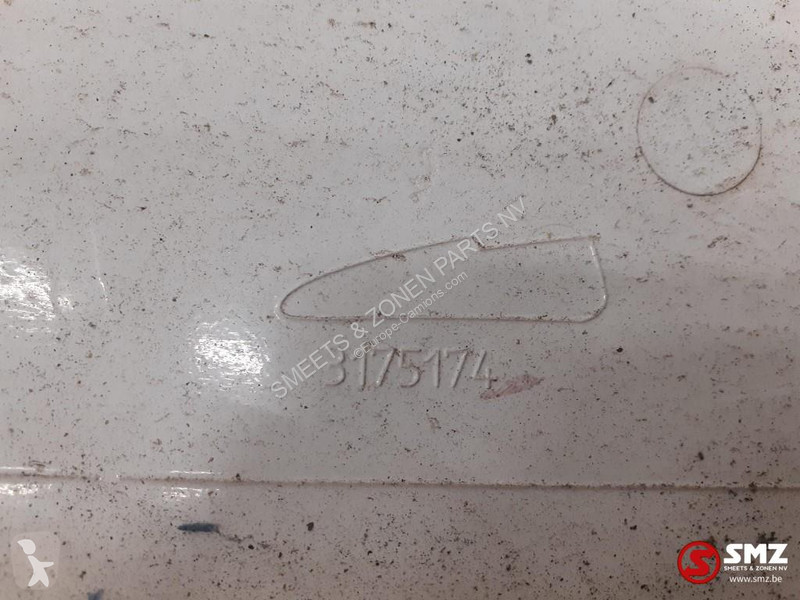 SMEETS & ZONEN PARTS NV
©Europe-Camions.com
3175174
SMZ
SMEETS & ZONEN NV
www.smz.be